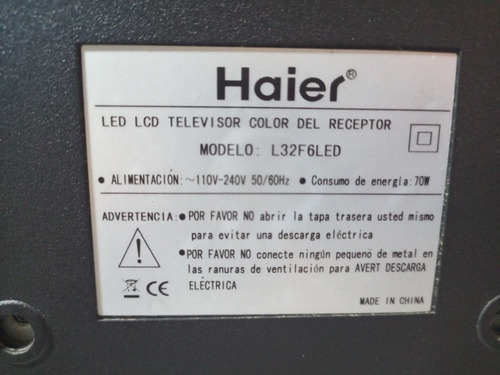 Haier®
LED LCD TELEVISOR COLOR DEL RECEPTOR
MODELO: L32F6LED
● ALIMENTACIÓN: ~110V-240V 50/60Hz ● Consumo de energía: 70W
ADVERTENCIA: ● POR FAVOR NO abrir la tapa trasera usted mismo
para evitar una descarga eléctrica
● POR FAVOR NO conecte ningún pequeno de metal en
las ranuras de ventilación para AVERT DESCARGA
ELÉCTRICA
CE
MADE IN CHINA